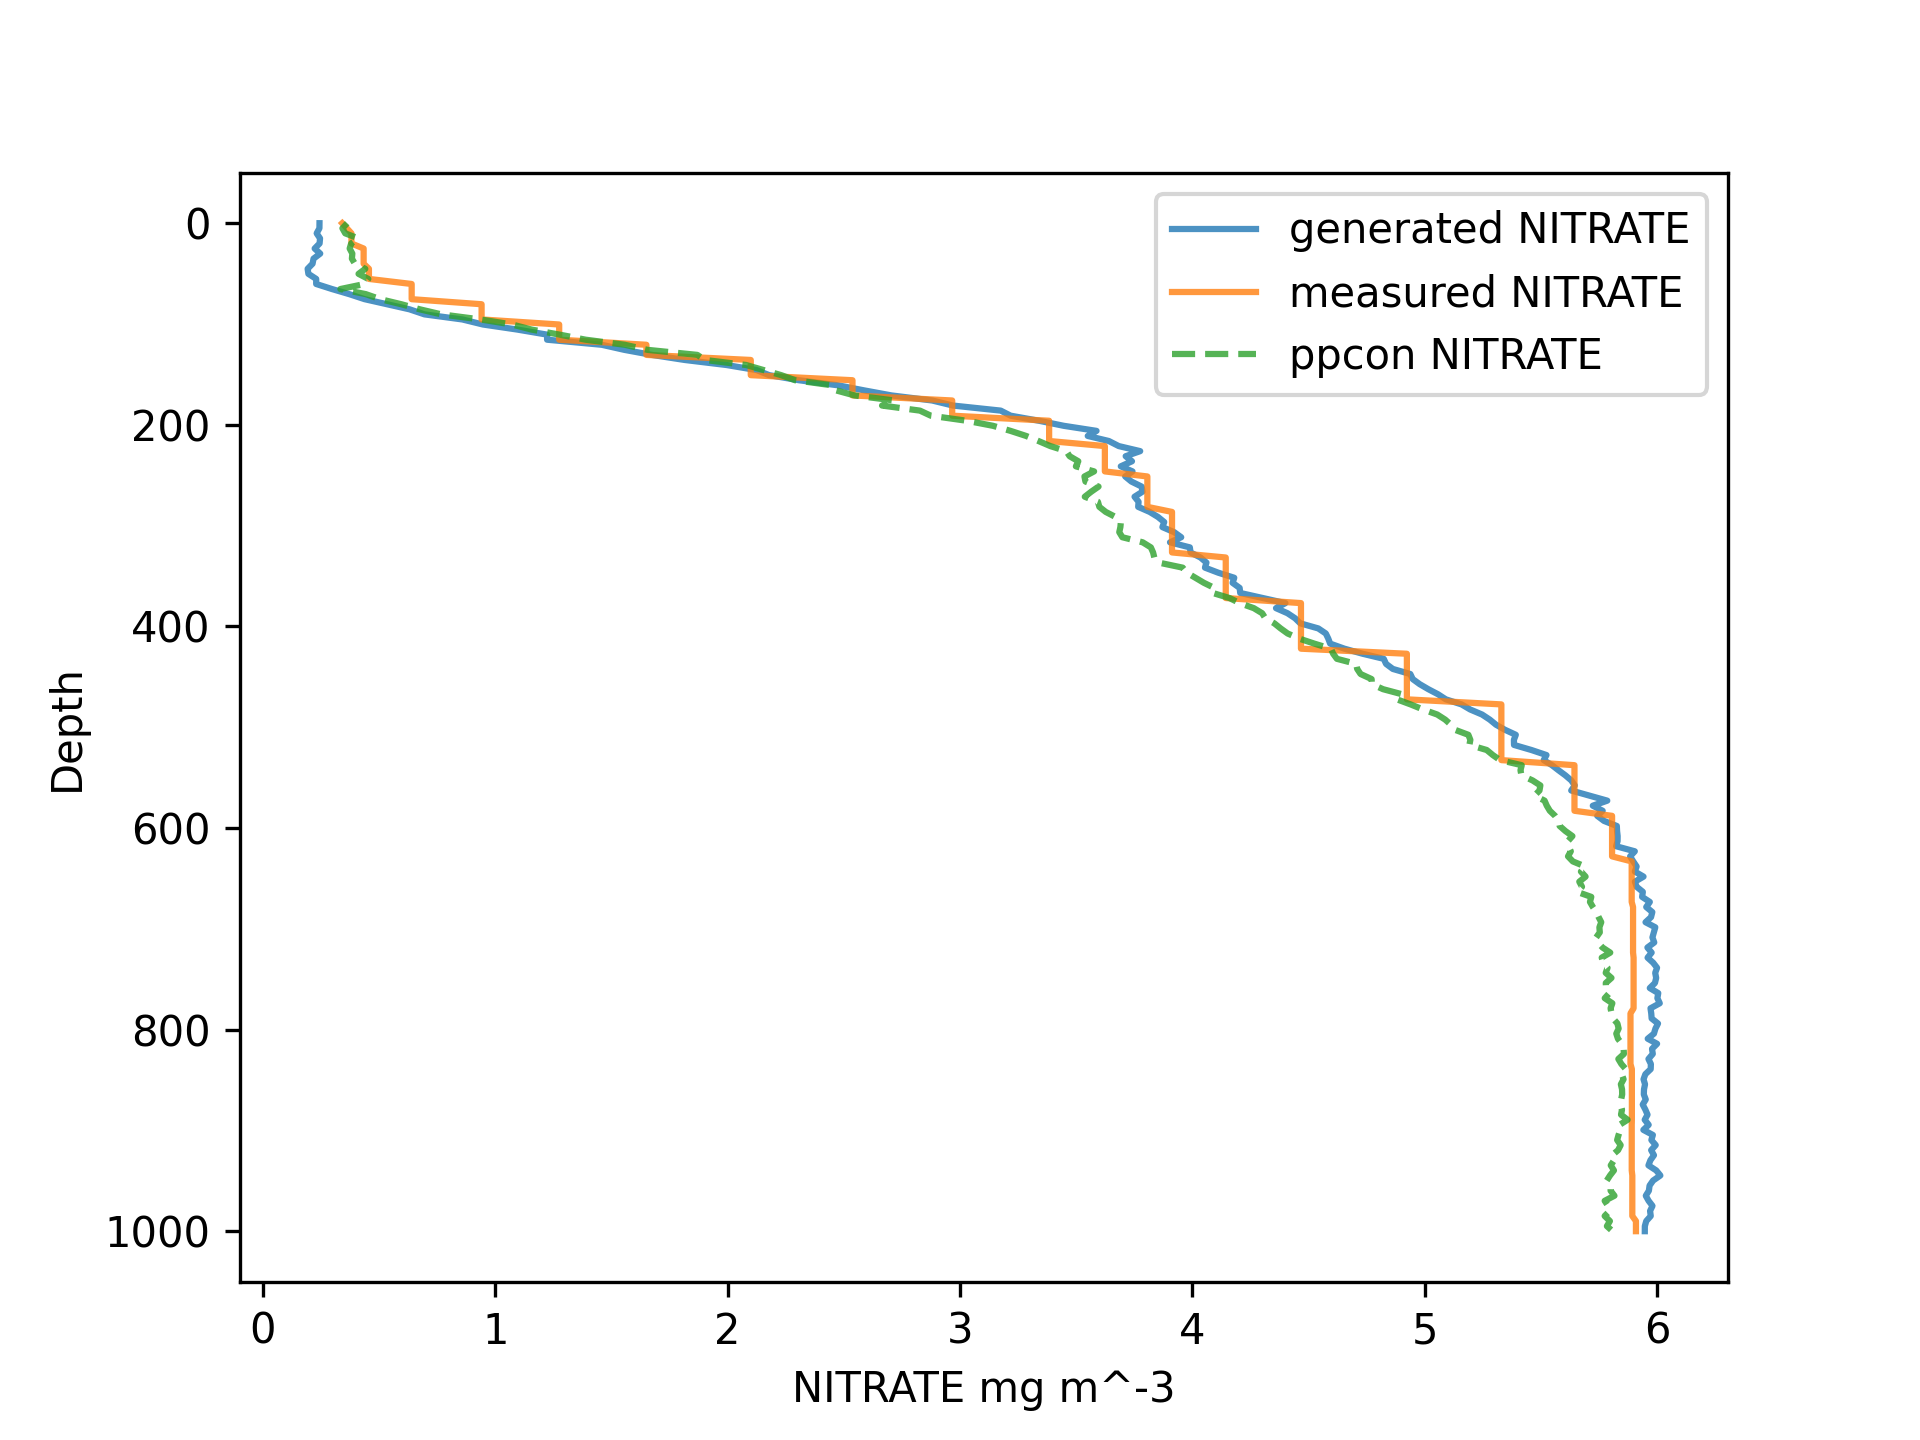 generated NITRATE
measured NITRATE
ppcon NITRATE
0
200
400
600
800
1000
Depth
0 1 2 3 4 5 6
NITRATE mg m^-3